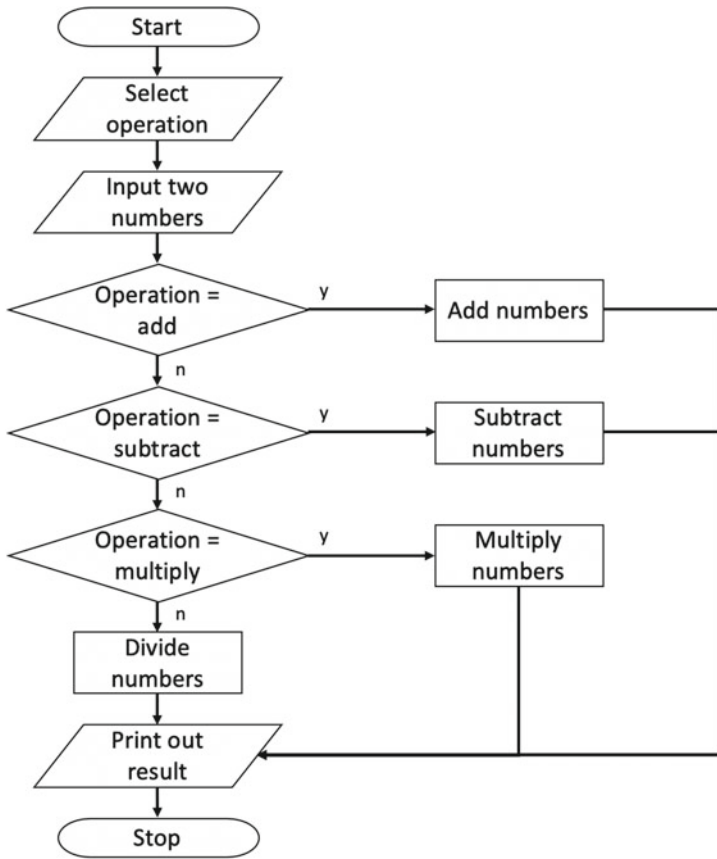 Start
Select
operation
Input two
numbers
Operation =
add
y
Add numbers
n
Operation =
subtract
y
Subtract
numbers
n
Operation =
multiply
y
Multiply
numbers
n
Divide
numbers
Print out
result
Stop